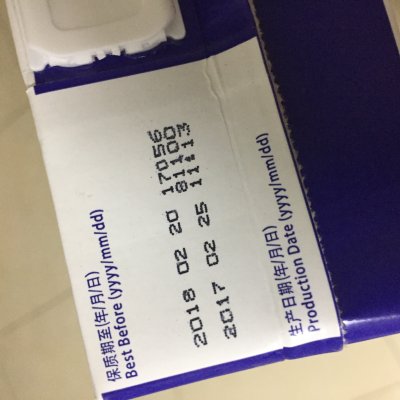 保质期至(年/月/日)
Best Before (yyyy/mm/dd)
2018 02 20 17056
81100
2017 02 25 11:13
生产日期(年/月/日)
Production Date (yyyy/mm/dd)